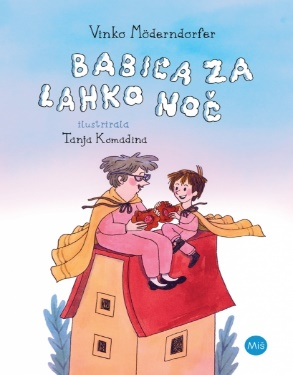 Vinko Möderndorfer
BABICA ZA
LAHKO NOČ
ilustrirala
Tanja Komadina
Miš